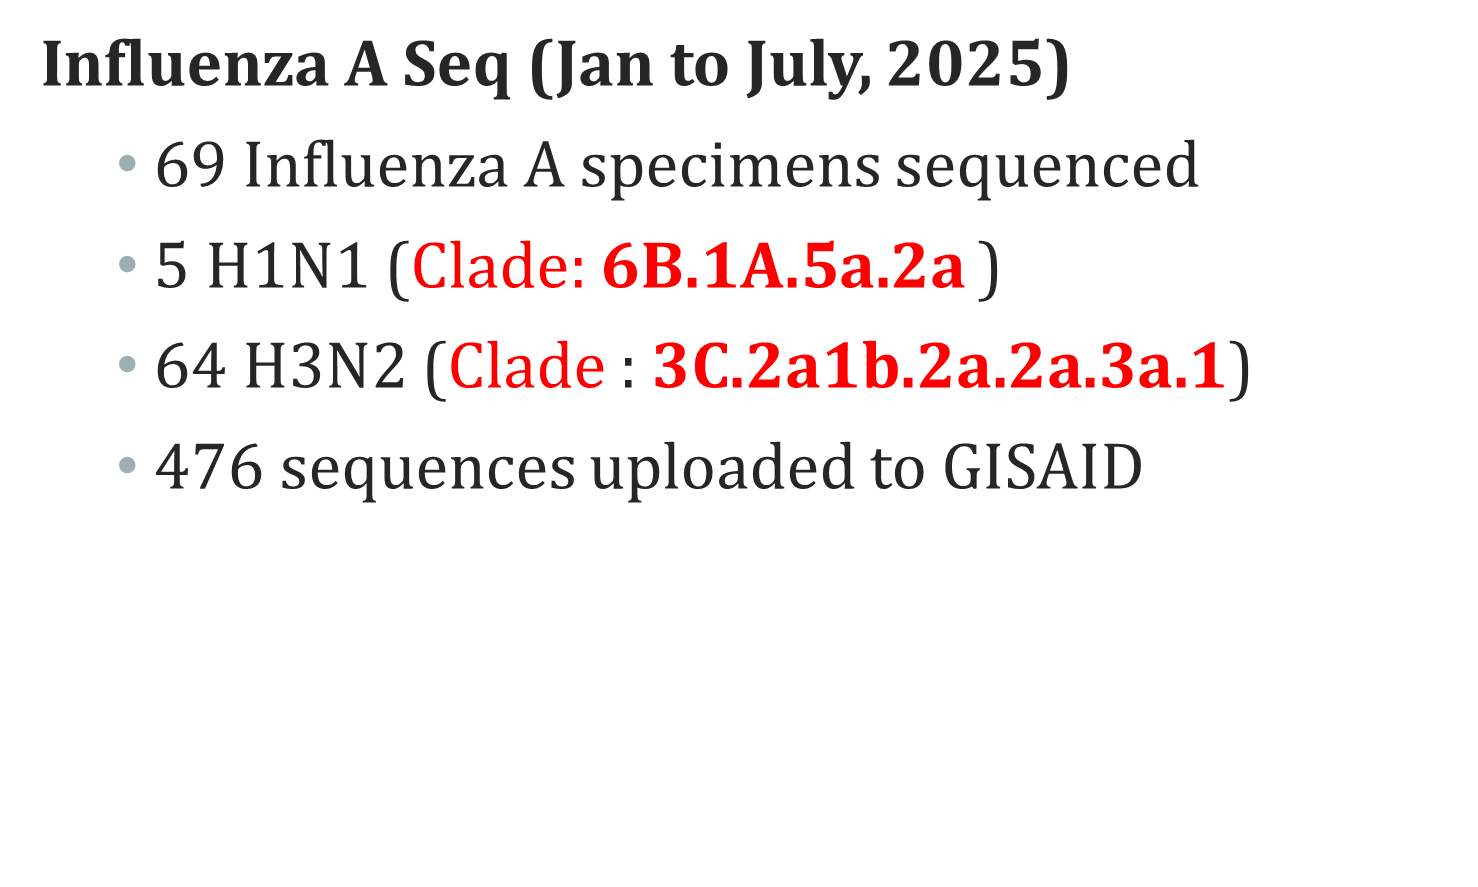 Influenza A Seq (Jan to July, 2025)
• 69 Influenza A specimens sequenced
• 5 H1N1 (Clade: 6B.1A.5a.2a )
• 64 H3N2 (Clade : 3C.2a1b.2a.2a.3a.1)
• 476 sequences uploaded to GISAID